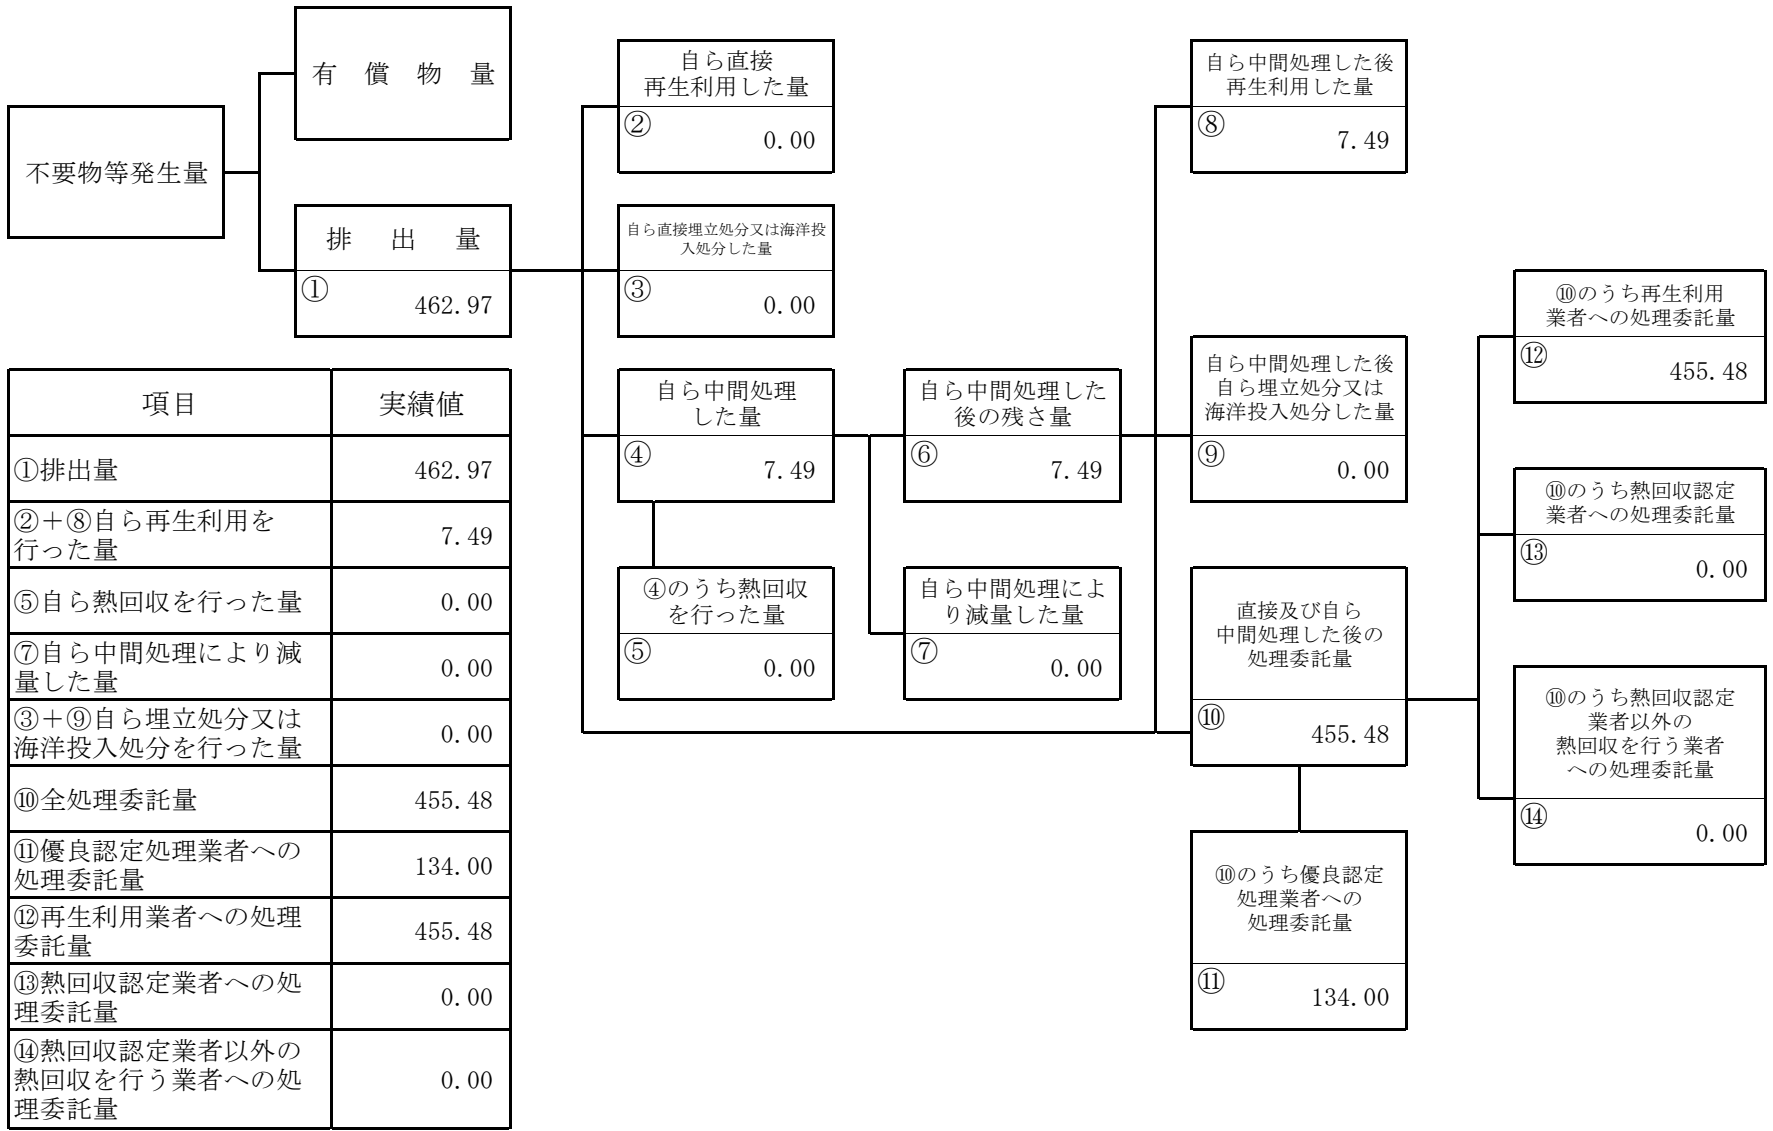 有償物量
不要物等発生量
排出量
① 462.97
自ら直接
再生利用した量
② 0.00
自ら直接埋立処分又は海洋投
入処分した量
③ 0.00
自ら中間処理
した量
④ 7.49
④のうち熱回収
を行った量
⑤ 0.00
自ら中間処理した
後の残さ量
⑥ 7.49
自ら中間処理によ
り減量した量
⑦ 0.00
自ら中間処理した後
再生利用した量
⑧ 7.49
自ら中間処理した後
自ら埋立処分又は
海洋投入処分した量
⑨ 0.00
直接及び自ら
中間処理した後の
処理委託量
⑩ 455.48
⑩のうち優良認定
処理業者への
処理委託量
⑪ 134.00
⑩のうち再生利用
業者への処理委託量
⑫ 455.48
⑩のうち熱回収認定
業者への処理委託量
⑬ 0.00
⑩のうち熱回収認定
業者以外の
熱回収を行う業者
への処理委託量
⑭ 0.00
項目 実績値
①排出量 462.97
②＋⑧自ら再生利用を
行った量 7.49
⑤自ら熱回収を行った量 0.00
⑦自ら中間処理により減
量した量 0.00
③＋⑨自ら埋立処分又は
海洋投入処分を行った量 0.00
⑩全処理委託量 455.48
⑪優良認定処理業者への
処理委託量 134.00
⑫再生利用業者への処理
委託量 455.48
⑬熱回収認定業者への処
理委託量 0.00
⑭熱回収認定業者以外の
熱回収を行う業者への処
理委託量 0.00